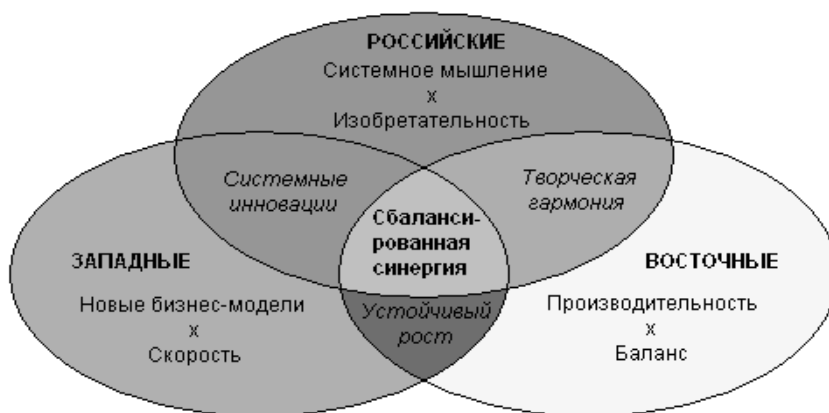 РОССИЙСКИЕ
Системное мышление
x
Изобретательность
Системные
инновации
Творческая
гармония
Сбаланси-
рованная
синергия
ЗАПАДНЫЕ
Новые бизнес-модели
x
Скорость
ВОСТОЧНЫЕ
Производительность
x
Баланс
Устойчивый
рост